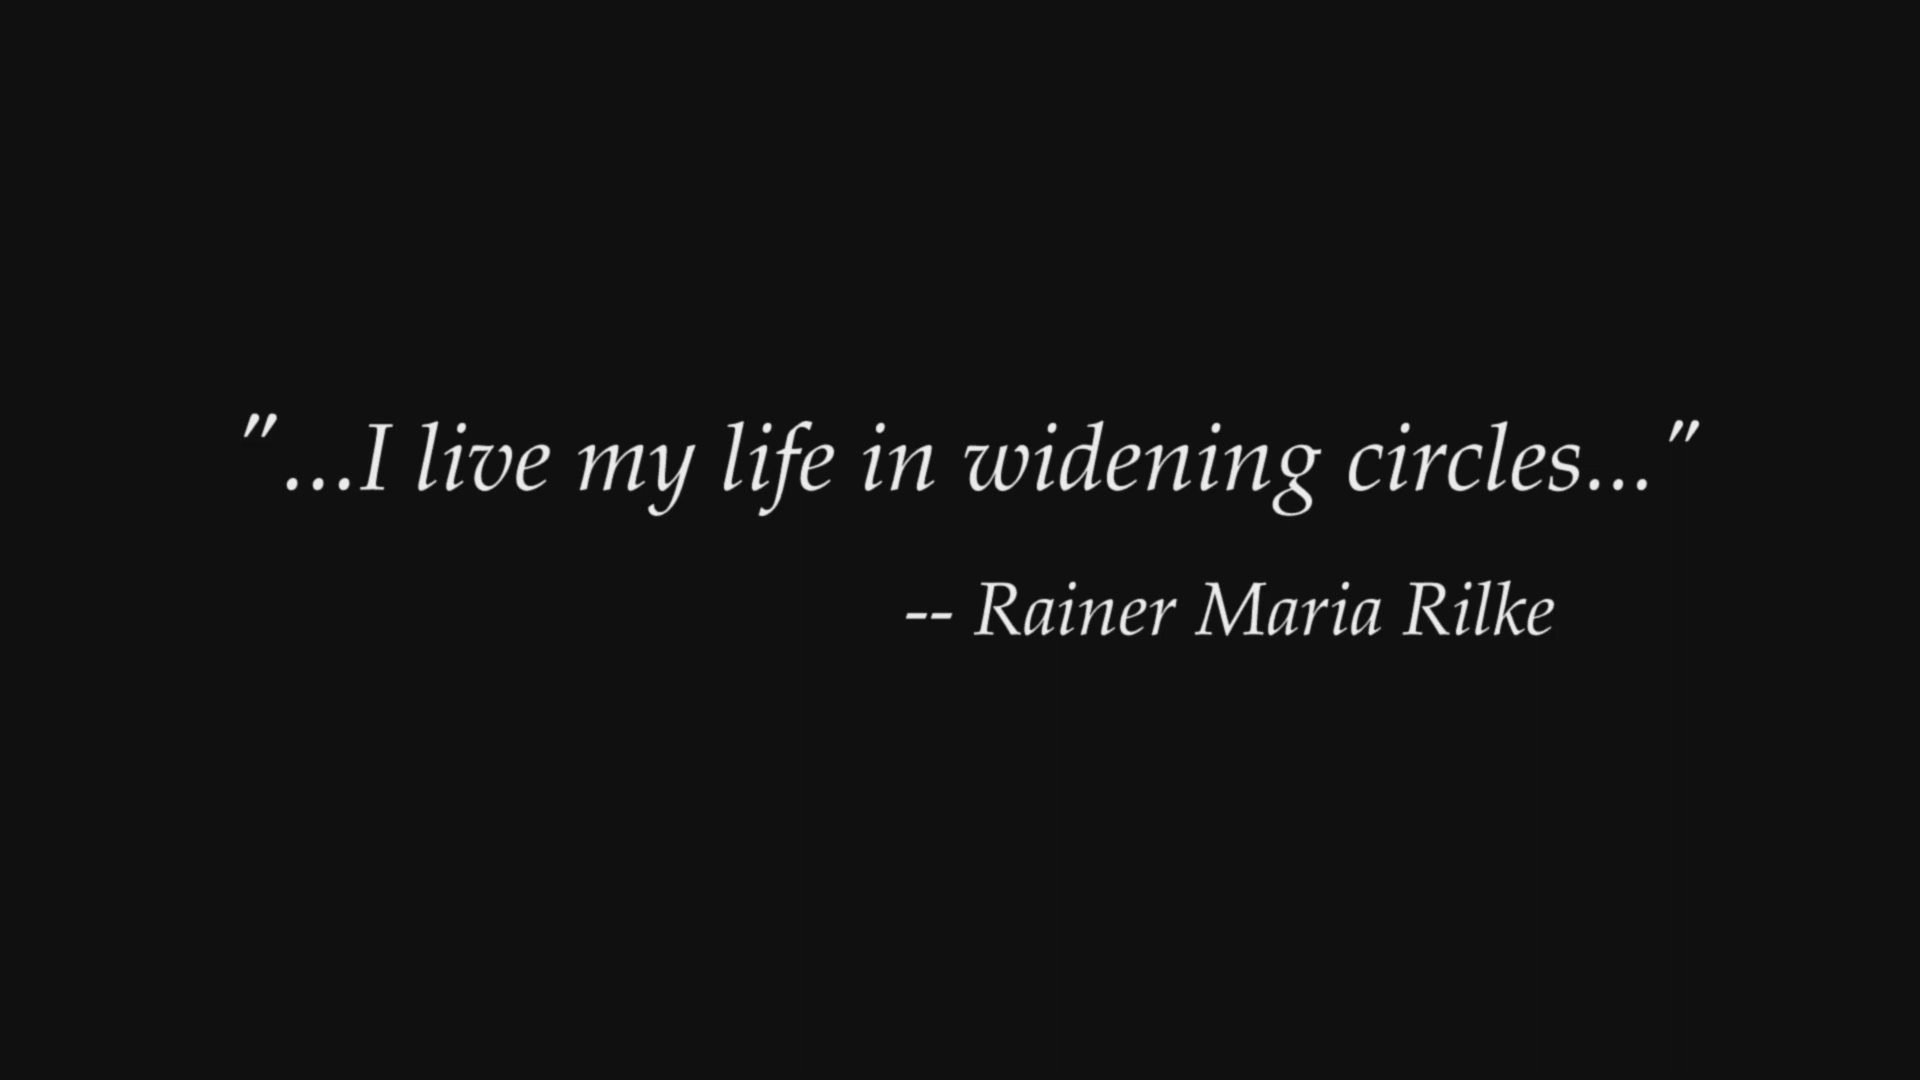 "...I live my life in widening circles..."
-- Rainer Maria Rilke